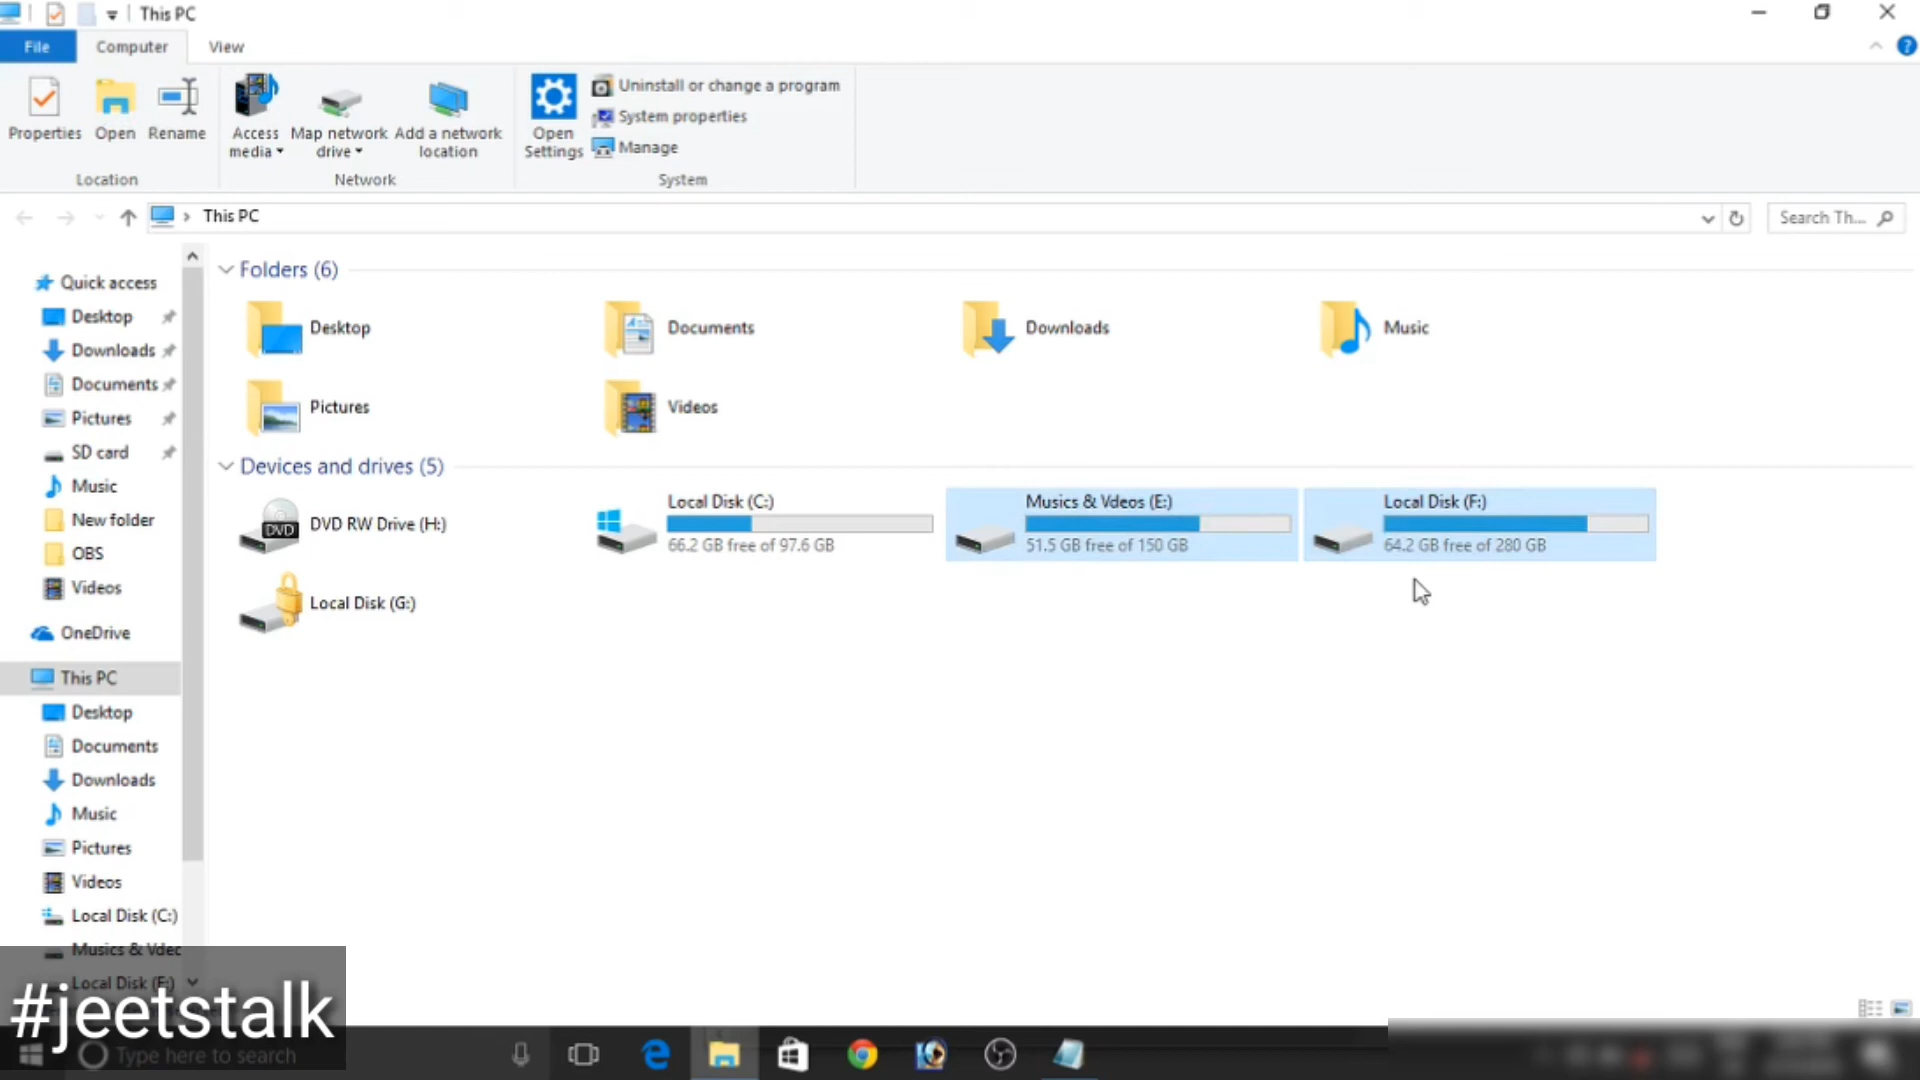 This PC
File
Computer
View
Properties
Open
Rename
Access media
Map network drive
Add a network location
Open Settings
Uninstall or change a program
System properties
Manage
Location
Network
System
This PC
Search Th...
Quick access
Desktop
Downloads
Documents
Pictures
SD card
Music
New folder
OBS
Videos
OneDrive
This PC
Desktop
Documents
Downloads
Music
Pictures
Videos
Local Disk (C:)
Musics & Vdec
Local Disk (F:)
Folders (6)
Desktop
Documents
Downloads
Music
Pictures
Videos
Devices and drives (5)
DVD RW Drive (H:)
DVD
Local Disk (C:)
66.2 GB free of 97.6 GB
Musics & Vdeos (E:)
51.5 GB free of 150 GB
Local Disk (F:)
64.2 GB free of 280 GB
Local Disk (G:)
#jeetstalk
Type here to search